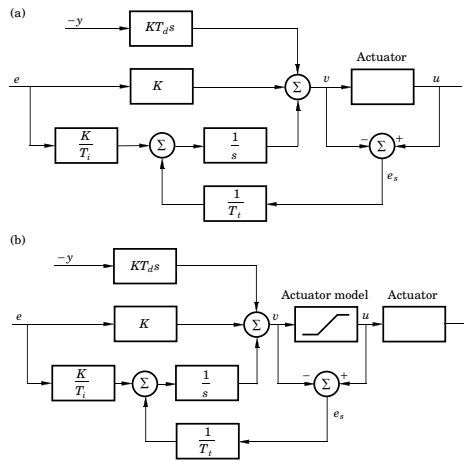 (a)
−y
KT_d s
Actuator
e
K
Σ
v
u
K
T_i
Σ
1
s
− Σ +
e_s
1
T_t
(b)
−y
KT_d s
Actuator model
Actuator
e
K
Σ
v
u
K
T_i
Σ
1
s
− Σ +
e_s
1
T_t